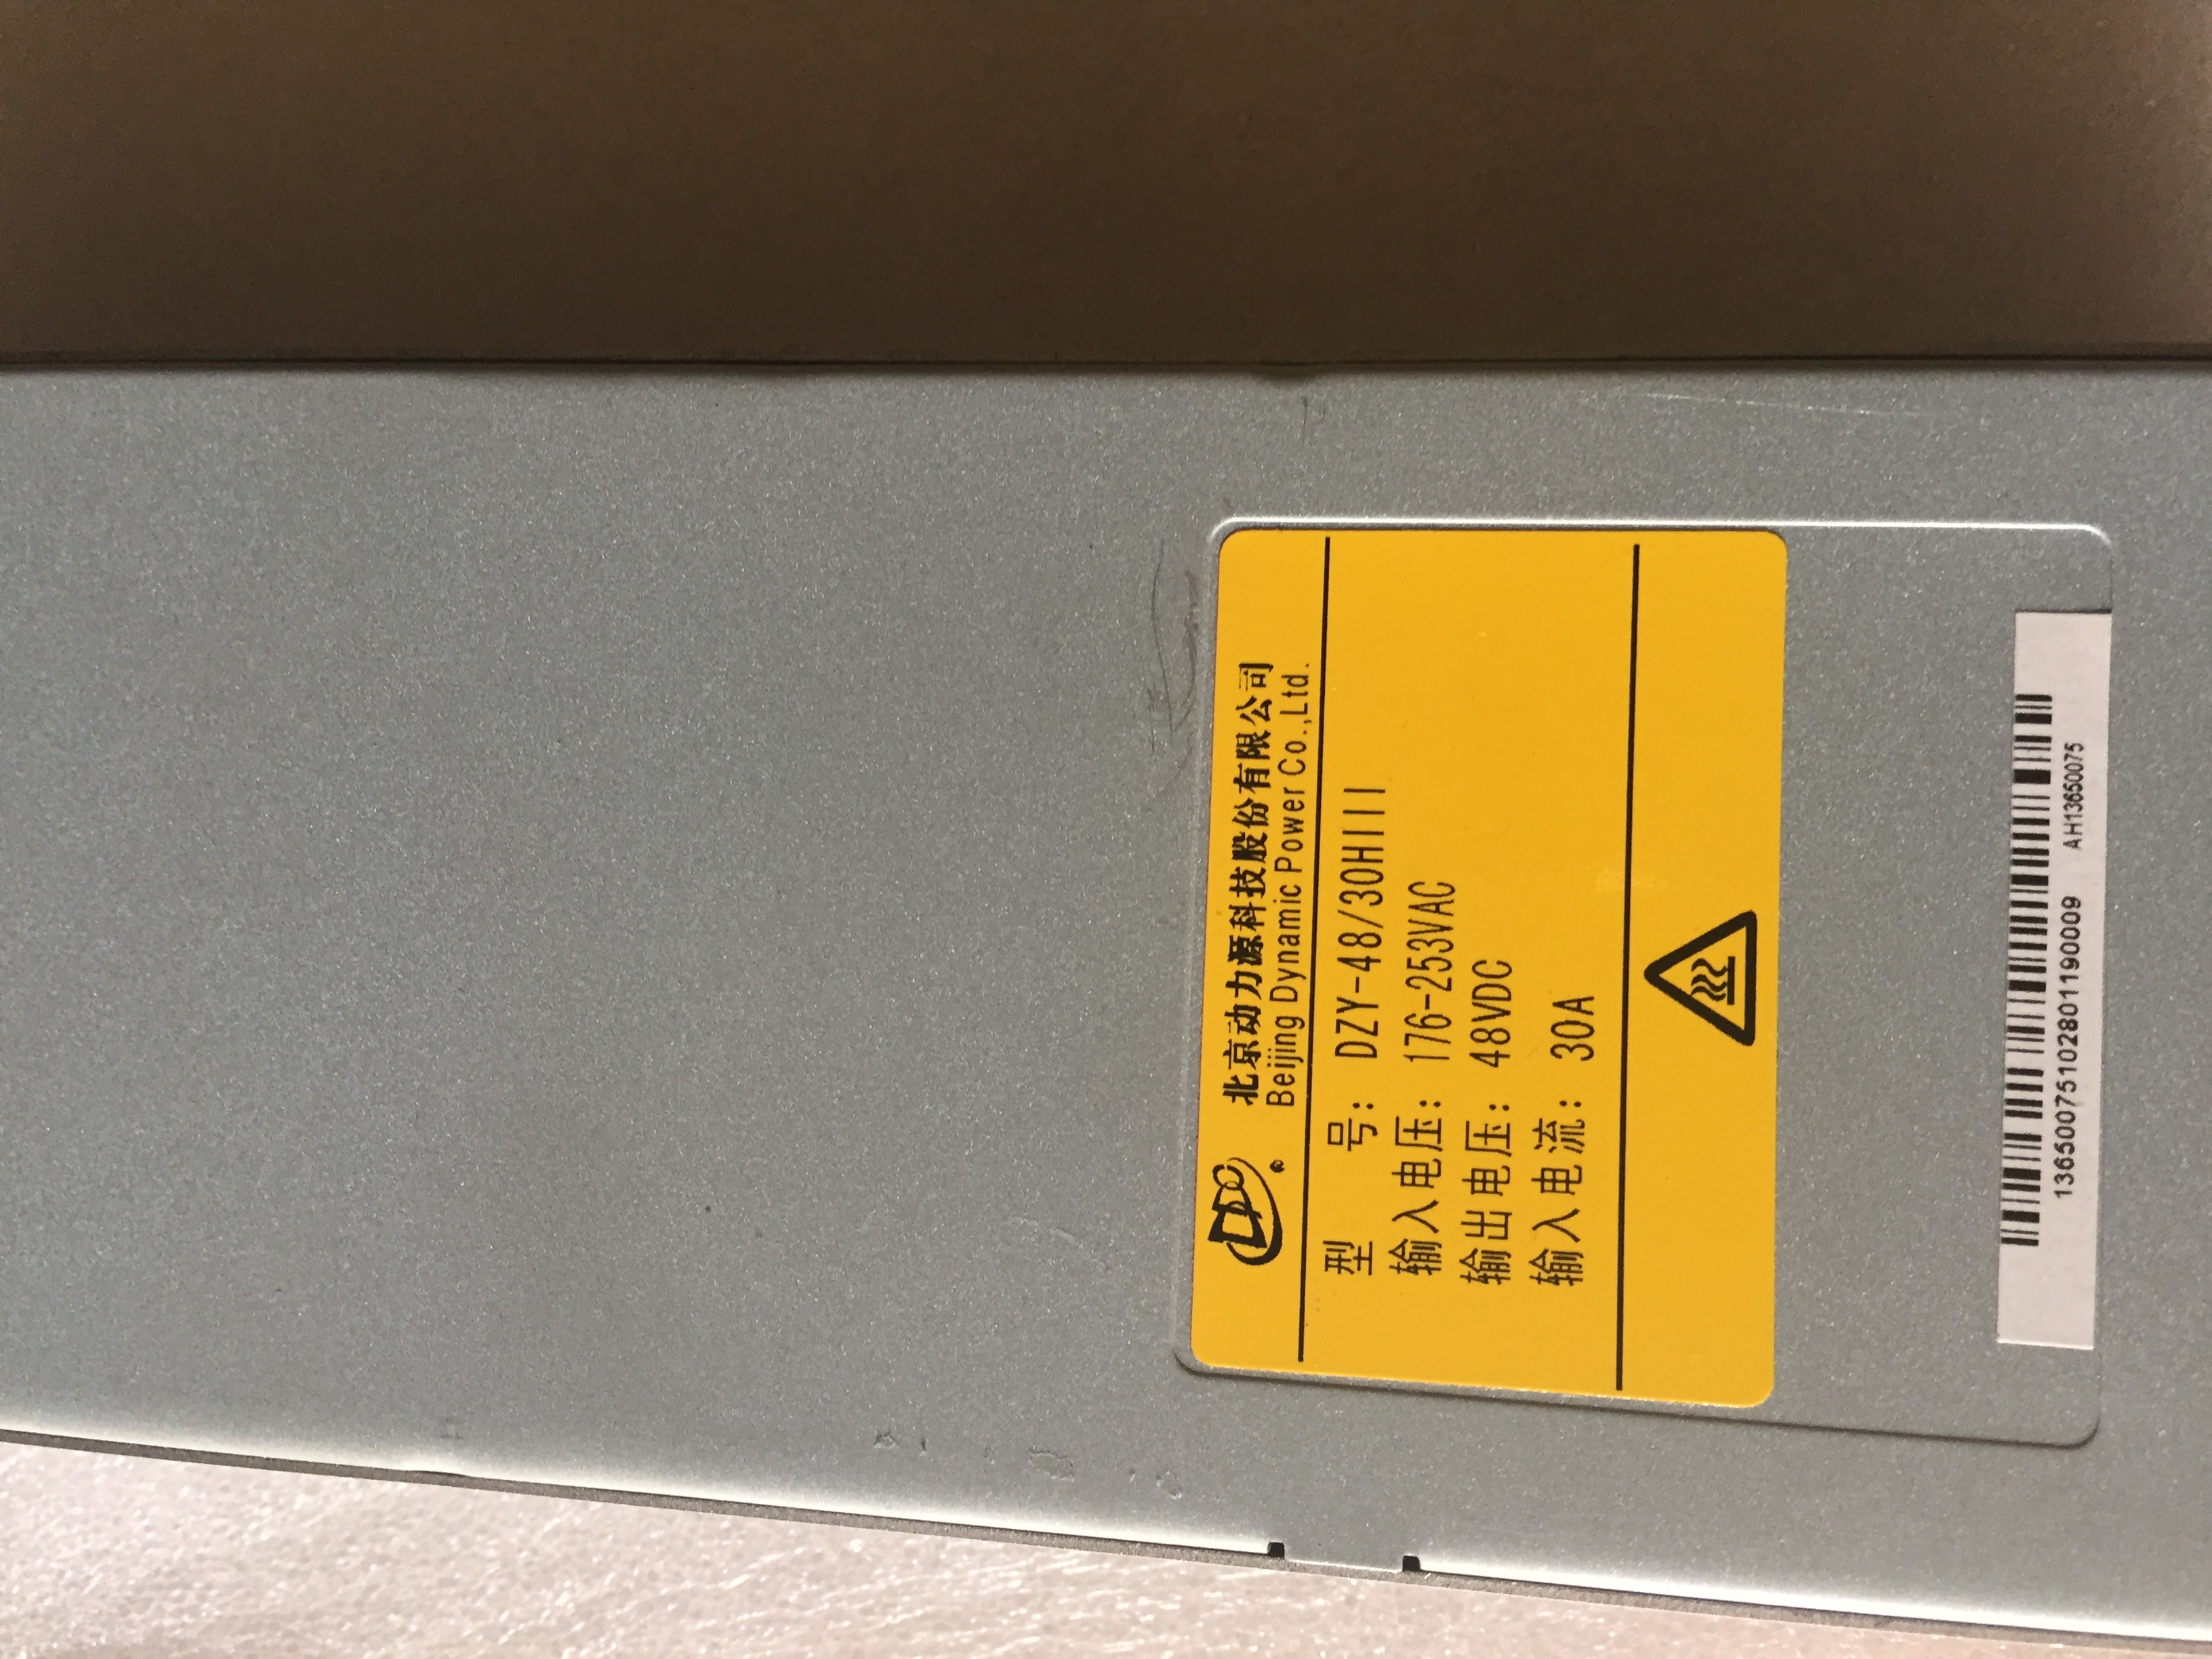 DPC®
北京动力源科技股份有限公司
Beijing Dynamic Power Co.,Ltd.
型 号: DZY-48/30HIII
输入电压: 176-253VAC
输出电压: 48VDC
输入电流: 30A
13650075102801190009 AH13650075